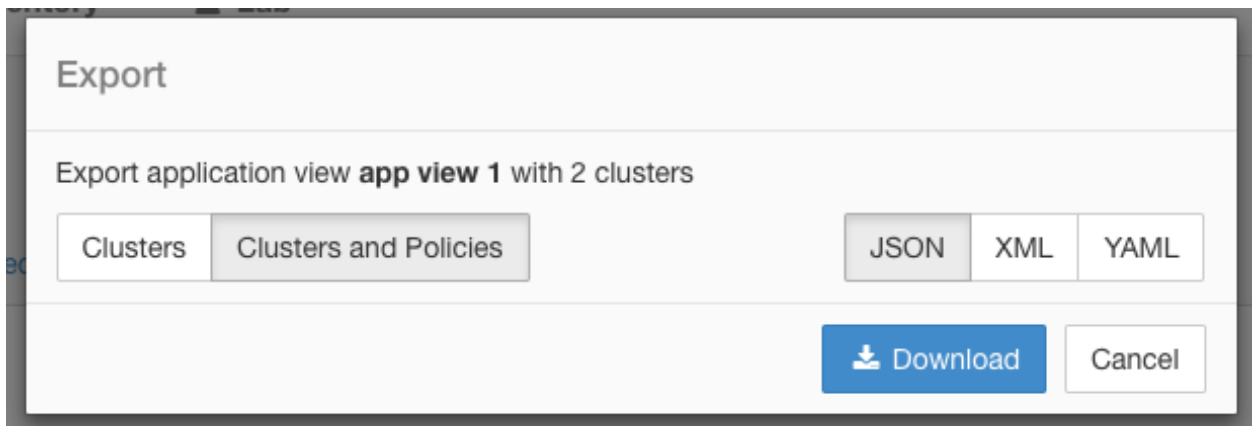 Lab
Export
Export application view app view 1 with 2 clusters
Clusters Clusters and Policies JSON XML YAML
Download Cancel